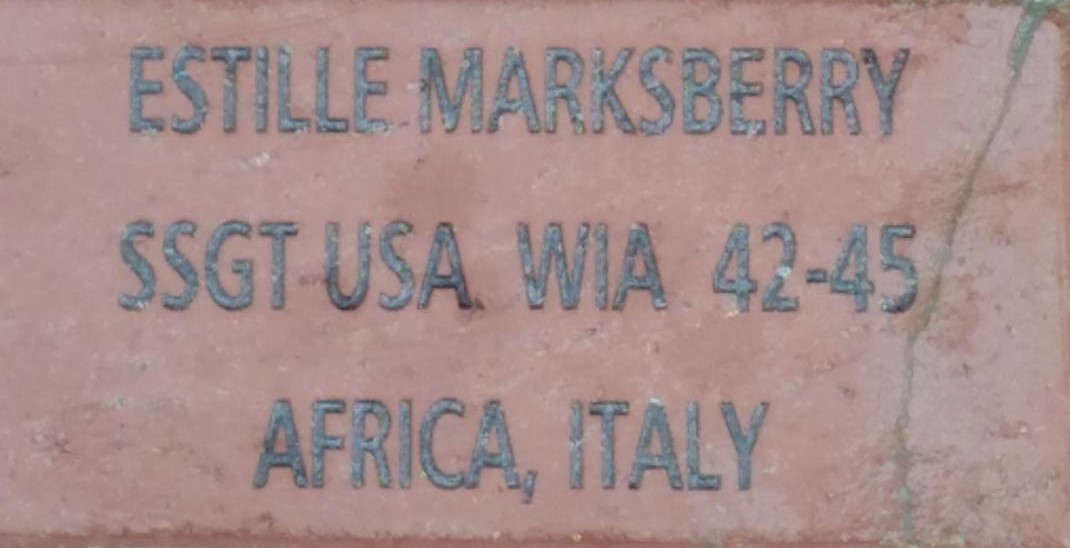 ESTILLE MARKSBERRY
SSGT USA WIA 42-45
AFRICA, ITALY